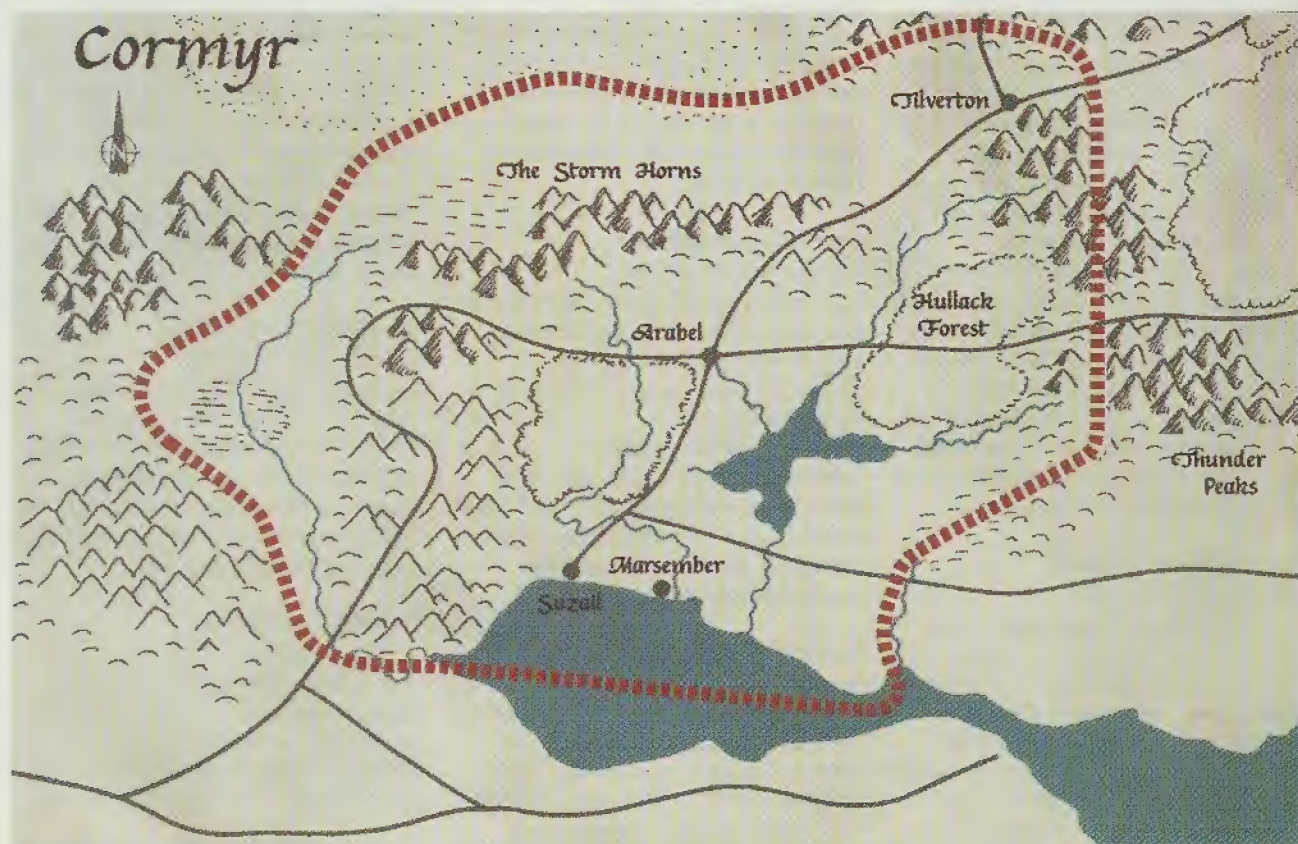 Cormyr
N
Tilverton
The Storm Horns
Hullack
Forest
Arabel
Thunder
Peaks
Marsember
Suzail